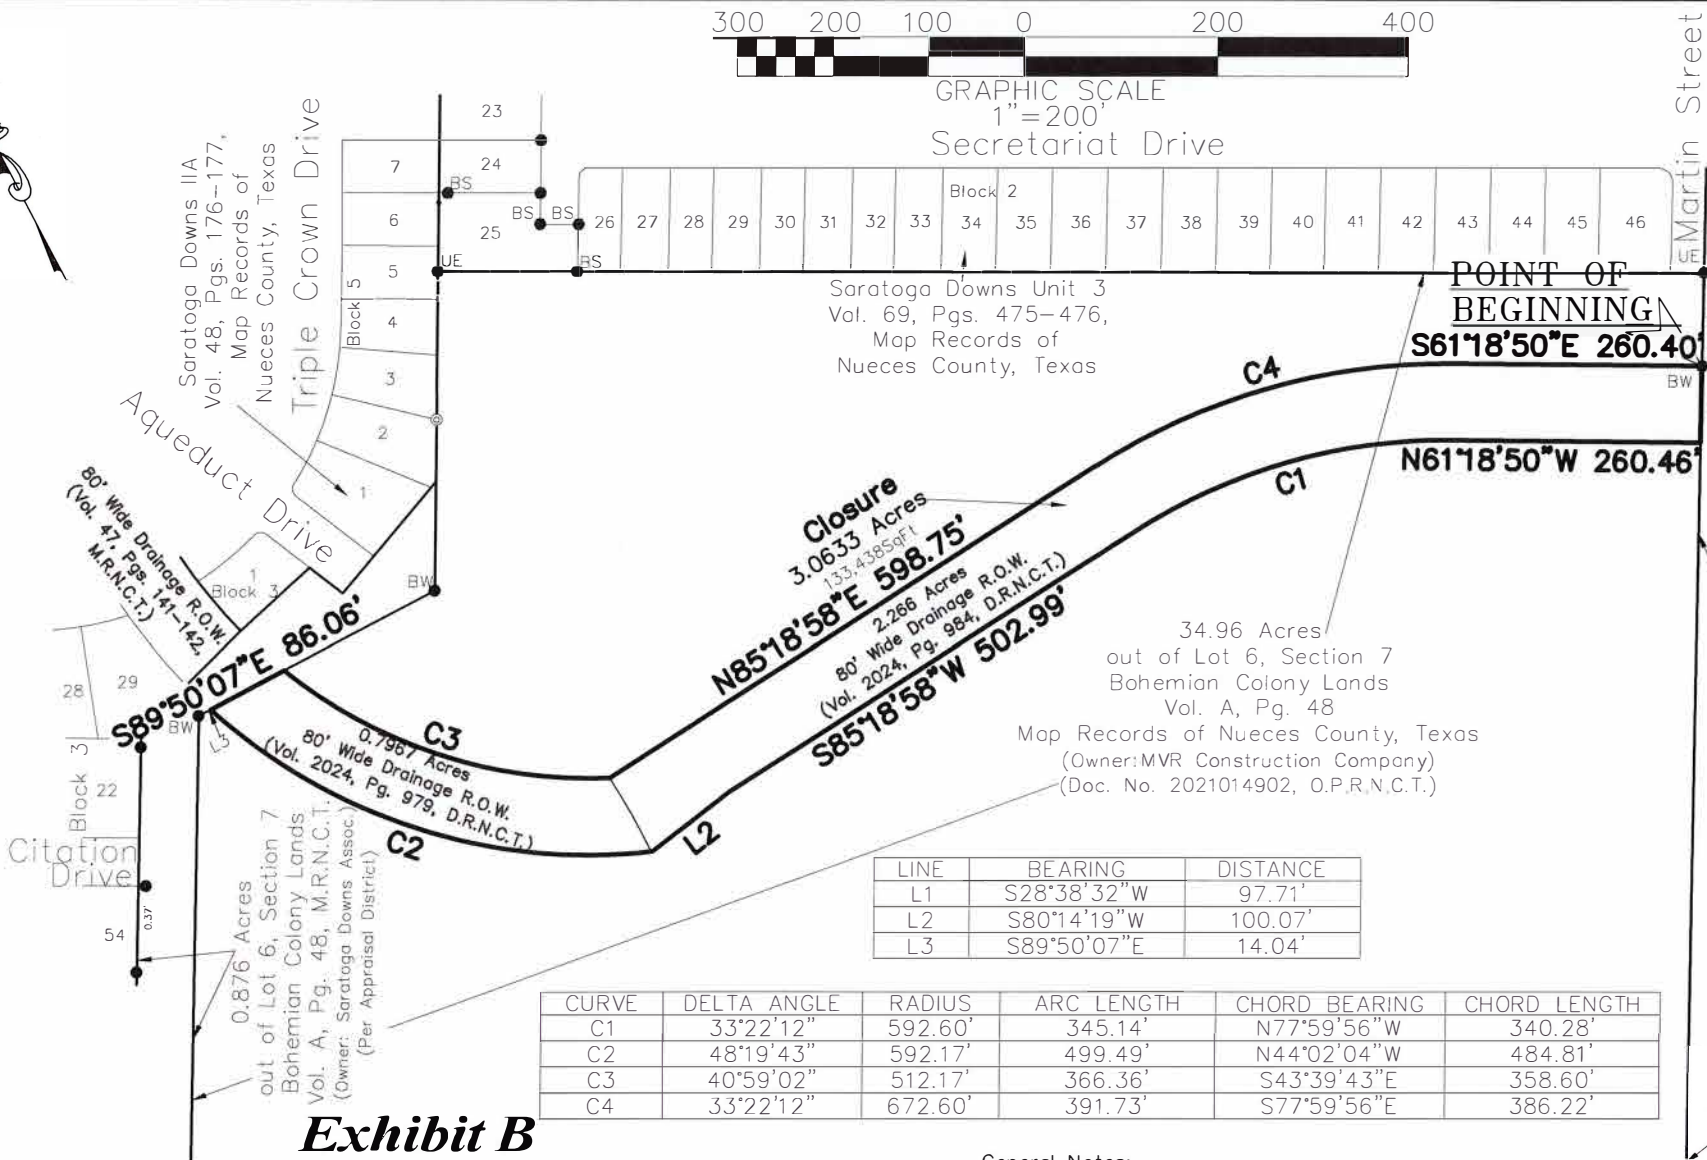 300 200 100 0 200 400
GRAPHIC SCALE
1"=200'
Secretariat Drive
Martin Street
Block 2
26 27 28 29 30 31 32 33 34 35 36 37 38 39 40 41 42 43 44 45 46
UE
23
24
25
BS
BS
BS
BS
UE
7
6
5
4
3
2
1
Block 5
Saratoga Downs IIA
Vol. 48, Pgs. 176-177,
Map Records of
Nueces County, Texas
Triple Crown Drive
Aqueduct Drive
Saratoga Downs Unit 3
Vol. 69, Pgs. 475-476,
Map Records of
Nueces County, Texas
POINT OF
BEGINNING
S61°18'50"E 260.40'
BW
N61°18'50"W 260.46'
C4
C1
Closure
3.0633 Acres
133,438SqFt
N85°18'58"E 598.75'
2.266 Acres
80' Wide Drainage R.O.W.
(Vol. 2024, Pg. 984, D.R.N.C.T.)
S85°18'58"W 502.99'
80' Wide Drainage R.O.W.
(Vol. 47, Pgs. 141-142,
M.R.N.C.T.)
1
Block 3
BW
S89°50'07"E 86.06'
28
29
BW
L3
C3
0.7967 Acres
80' Wide Drainage R.O.W.
(Vol. 2024, Pg. 979, D.R.N.C.T.)
C2
L2
34.96 Acres
out of Lot 6, Section 7
Bohemian Colony Lands
Vol. A, Pg. 48
Map Records of Nueces County, Texas
(Owner:MVR Construction Company)
(Doc. No. 2021014902, O.P.R.N.C.T.)
Block 3
22
Citation
Drive
54
0.37'
0.876 Acres
out of Lot 6, Section 7
Bohemian Colony Lands
Vol. A, Pg. 48, M.R.N.C.T.
(Owner: Saratoga Downs Assoc.)
(Per Appraisal District)
LINE BEARING DISTANCE
L1 S28°38'32"W 97.71'
L2 S80°14'19"W 100.07'
L3 S89°50'07"E 14.04'
CURVE DELTA ANGLE RADIUS ARC LENGTH CHORD BEARING CHORD LENGTH
C1 33°22'12" 592.60' 345.14' N77°59'56"W 340.28'
C2 48°19'43" 592.17' 499.49' N44°02'04"W 484.81'
C3 40°59'02" 512.17' 366.36' S43°39'43"E 358.60'
C4 33°22'12" 672.60' 391.73' S77°59'56"E 386.22'
Exhibit B
General Notes: